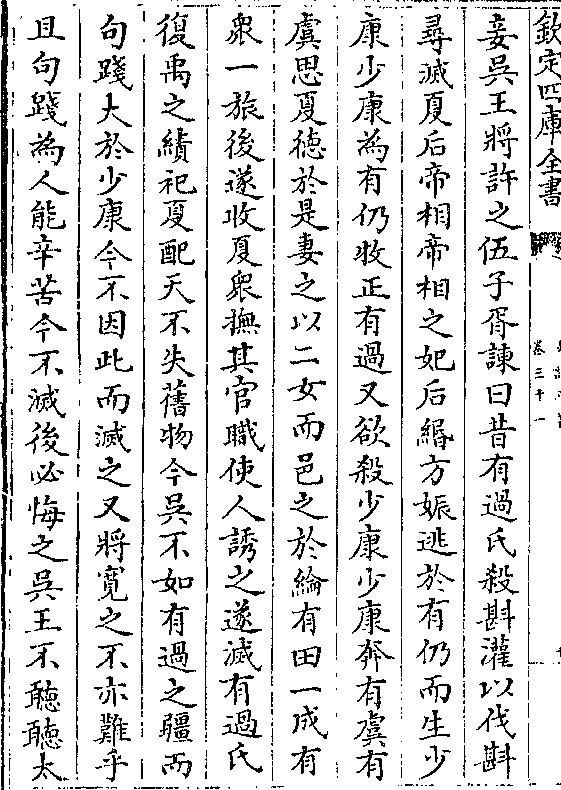 欽定四庫全書
卷三十一
妾吳王將許之伍子胥諫曰昔有過氏殺斟灌以伐斟
尋滅夏后帝相帝相之妃后緡方娠逃於有仍而生少
康少康為有仍牧正有過又欲殺少康少康奔有虞有
虞思夏徳於是妻之以二女而邑之於綸有田一成有
衆一旅後遂收夏衆撫其官職使人誘之遂滅有過氏
復禹之績祀夏配天不失舊物今吳不如有過之彊而
句踐大於少康今不因此而滅之又將寛之不亦難乎
且句踐為人能辛苦今不滅後必悔之吳王不聴聴太